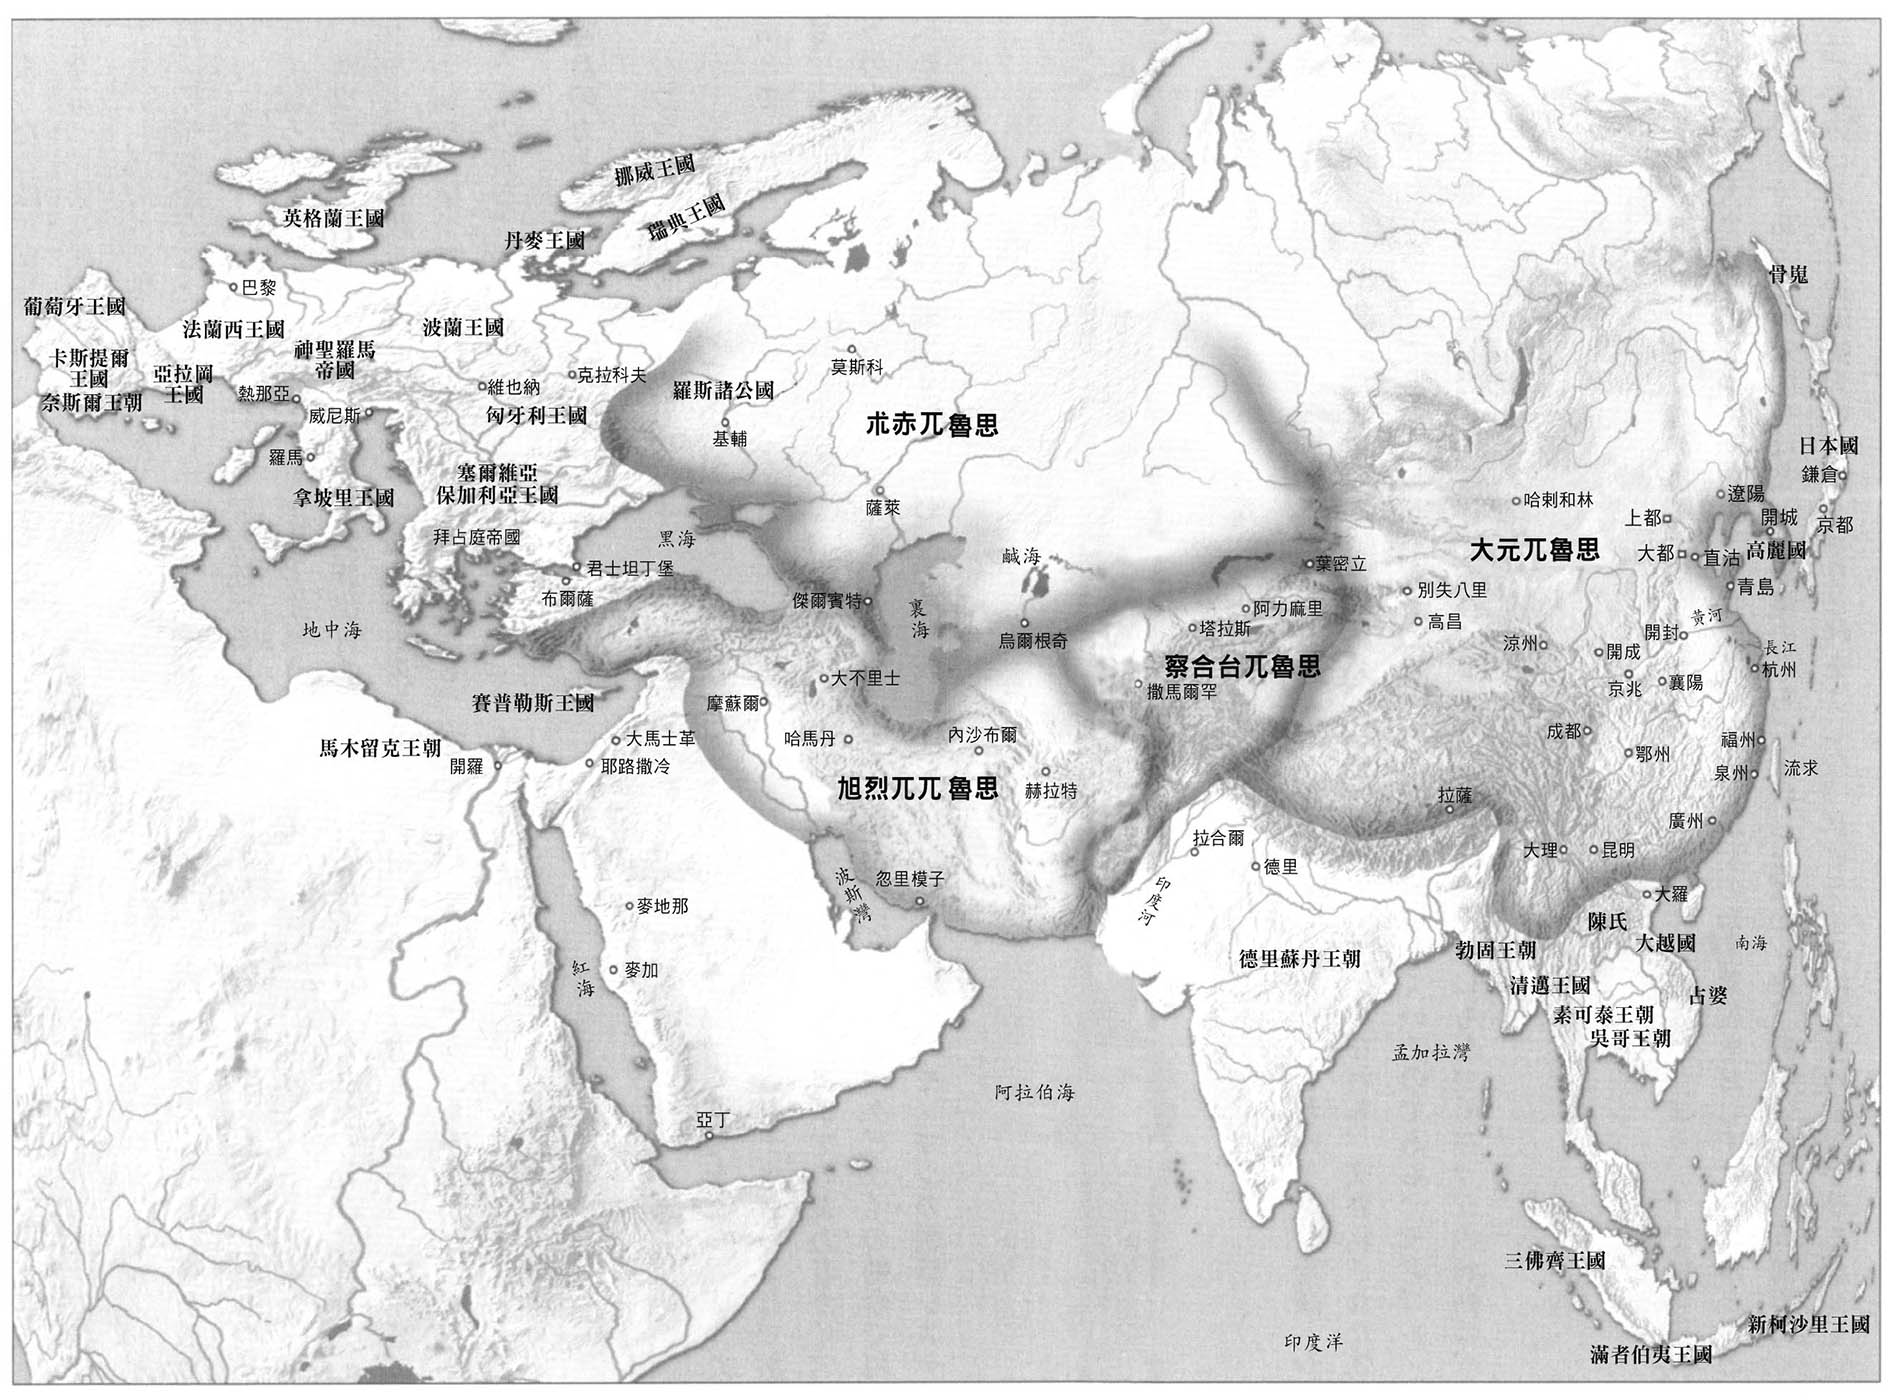 挪威王國
瑞典王國
丹麥王國
英格蘭王國
巴黎
葡萄牙王國
法蘭西王國
波蘭王國
卡斯提爾
王國
亞拉岡
王國
神聖羅馬
帝國
奈斯爾王朝
熱那亞
威尼斯
維也納
克拉科夫
匈牙利王國
羅馬
拿坡里王國
塞爾維亞
保加利亞王國
拜占庭帝國
君士坦丁堡
布爾薩
地中海
黑海
莫斯科
羅斯諸公國
基輔
朮赤兀魯思
薩萊
鹹海
裏海
傑爾賓特
烏爾根奇
葉密立
阿力麻里
塔拉斯
察合台兀魯思
撒馬爾罕
別失八里
高昌
骨嵬
日本國
鎌倉
京都
哈剌和林
遼陽
上都
開城
大元兀魯思
大都
直沽
高麗國
青島
黃河
開封
長江
涼州
開成
杭州
京兆
襄陽
成都
鄂州
福州
泉州
流求
拉薩
廣州
大理
昆明
大羅
賽普勒斯王國
馬木留克王朝
開羅
大馬士革
耶路撒冷
大不里士
摩蘇爾
哈馬丹
內沙布爾
旭烈兀兀魯思
赫拉特
忽里模子
波斯灣
麥地那
麥加
紅海
亞丁
拉合爾
德里
印度河
德里蘇丹王朝
陳氏
大越國
勃固王朝
南海
清邁王國
占婆
素可泰王朝
吳哥王朝
孟加拉灣
阿拉伯海
三佛齊王國
新柯沙里王國
滿者伯夷王國
印度洋